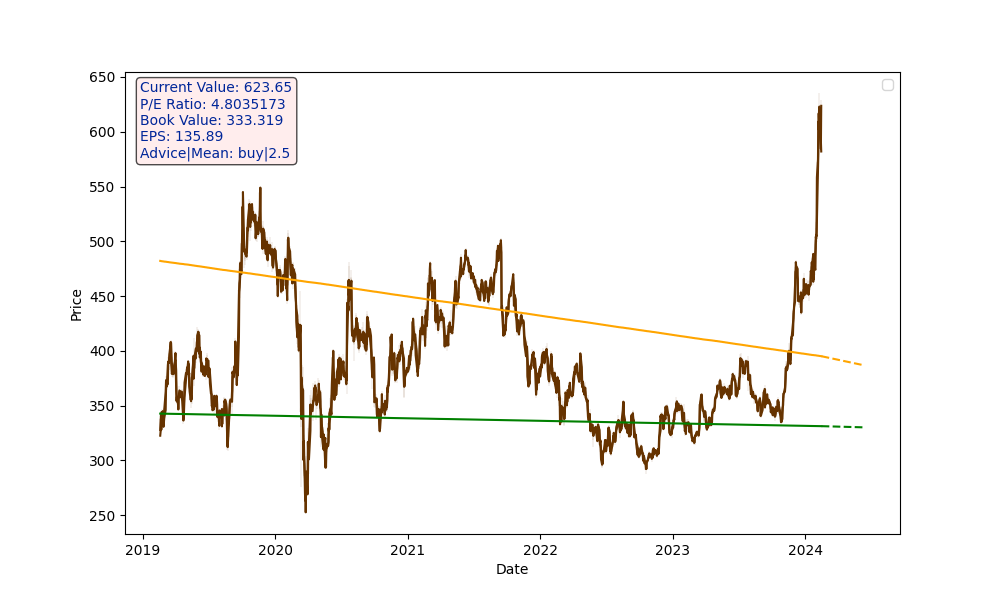 Current Value: 623.65
P/E Ratio: 4.8035173
Book Value: 333.319
EPS: 135.89
Advice|Mean: buy|2.5
650
600
550
500
450
400
350
300
250
Price
2019
2020
2021
2022
2023
2024
Date